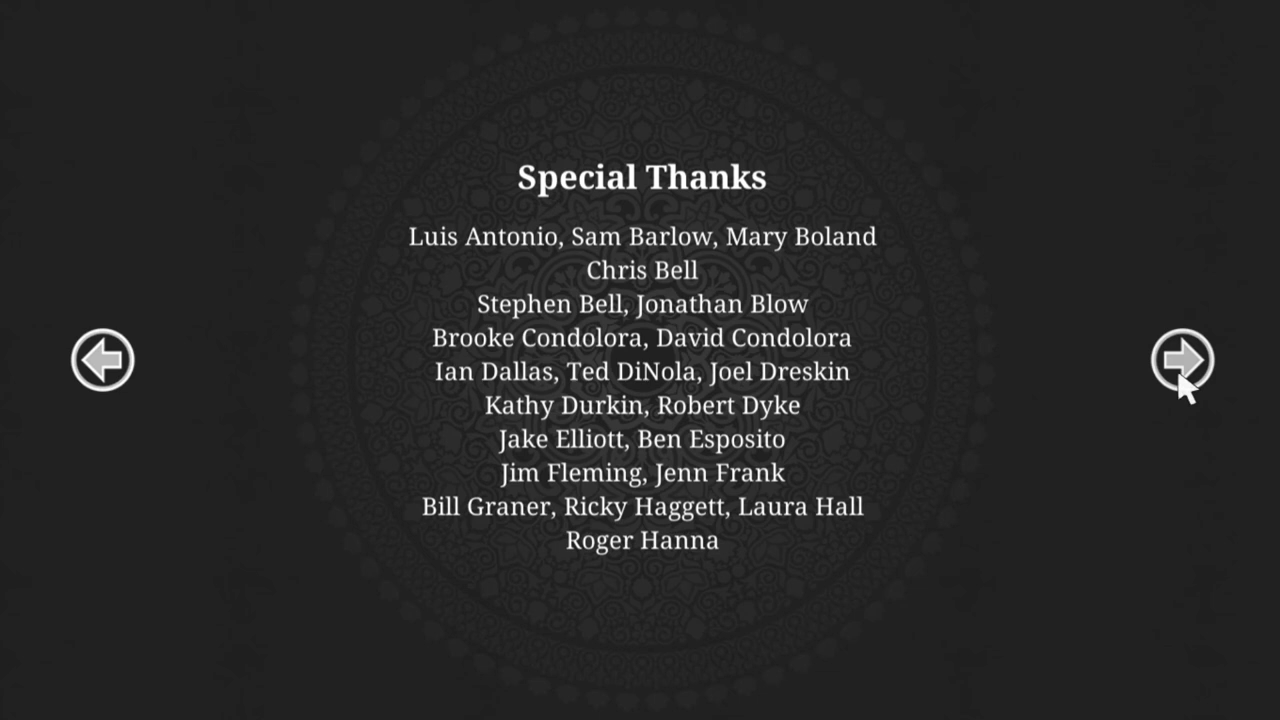 Special Thanks
Luis Antonio, Sam Barlow, Mary Boland
Chris Bell
Stephen Bell, Jonathan Blow
Brooke Condolora, David Condolora
Ian Dallas, Ted DiNola, Joel Dreskin
Kathy Durkin, Robert Dyke
Jake Elliott, Ben Esposito
Jim Fleming, Jenn Frank
Bill Graner, Ricky Haggett, Laura Hall
Roger Hanna